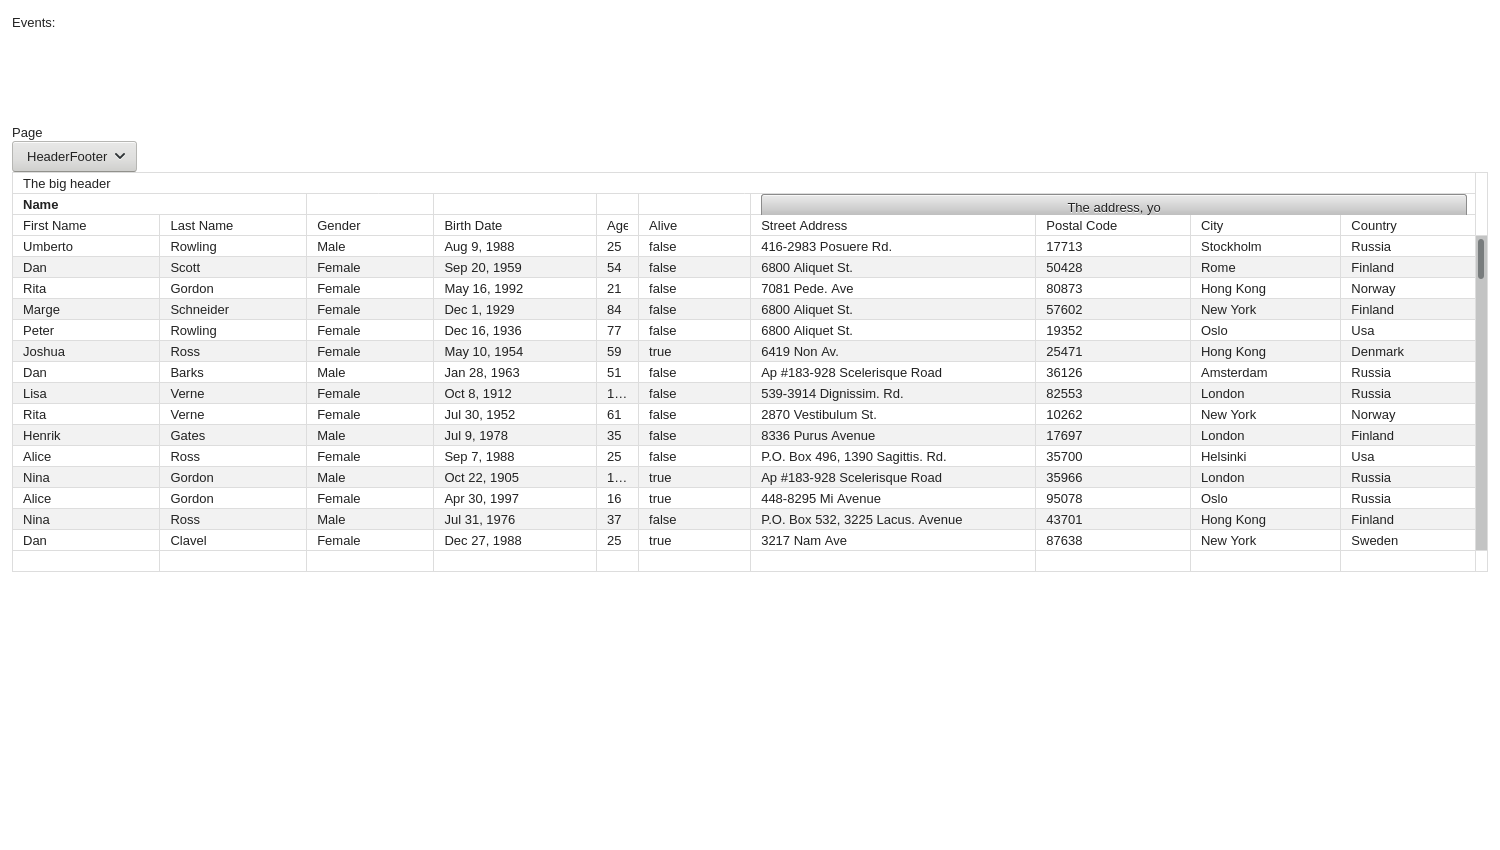 Events:
Page
HeaderFooter
The big header
Name The address, yo
First Name Last Name Gender Birth Date Age Alive Street Address Postal Code City Country
Umberto Rowling Male Aug 9, 1988 25 false 416-2983 Posuere Rd. 17713 Stockholm Russia
Dan Scott Female Sep 20, 1959 54 false 6800 Aliquet St. 50428 Rome Finland
Rita Gordon Female May 16, 1992 21 false 7081 Pede. Ave 80873 Hong Kong Norway
Marge Schneider Female Dec 1, 1929 84 false 6800 Aliquet St. 57602 New York Finland
Peter Rowling Female Dec 16, 1936 77 false 6800 Aliquet St. 19352 Oslo Usa
Joshua Ross Female May 10, 1954 59 true 6419 Non Av. 25471 Hong Kong Denmark
Dan Barks Male Jan 28, 1963 51 false Ap #183-928 Scelerisque Road 36126 Amsterdam Russia
Lisa Verne Female Oct 8, 1912 1… false 539-3914 Dignissim. Rd. 82553 London Russia
Rita Verne Female Jul 30, 1952 61 false 2870 Vestibulum St. 10262 New York Norway
Henrik Gates Male Jul 9, 1978 35 false 8336 Purus Avenue 17697 London Finland
Alice Ross Female Sep 7, 1988 25 false P.O. Box 496, 1390 Sagittis. Rd. 35700 Helsinki Usa
Nina Gordon Male Oct 22, 1905 1… true Ap #183-928 Scelerisque Road 35966 London Russia
Alice Gordon Female Apr 30, 1997 16 true 448-8295 Mi Avenue 95078 Oslo Russia
Nina Ross Male Jul 31, 1976 37 false P.O. Box 532, 3225 Lacus. Avenue 43701 Hong Kong Finland
Dan Clavel Female Dec 27, 1988 25 true 3217 Nam Ave 87638 New York Sweden